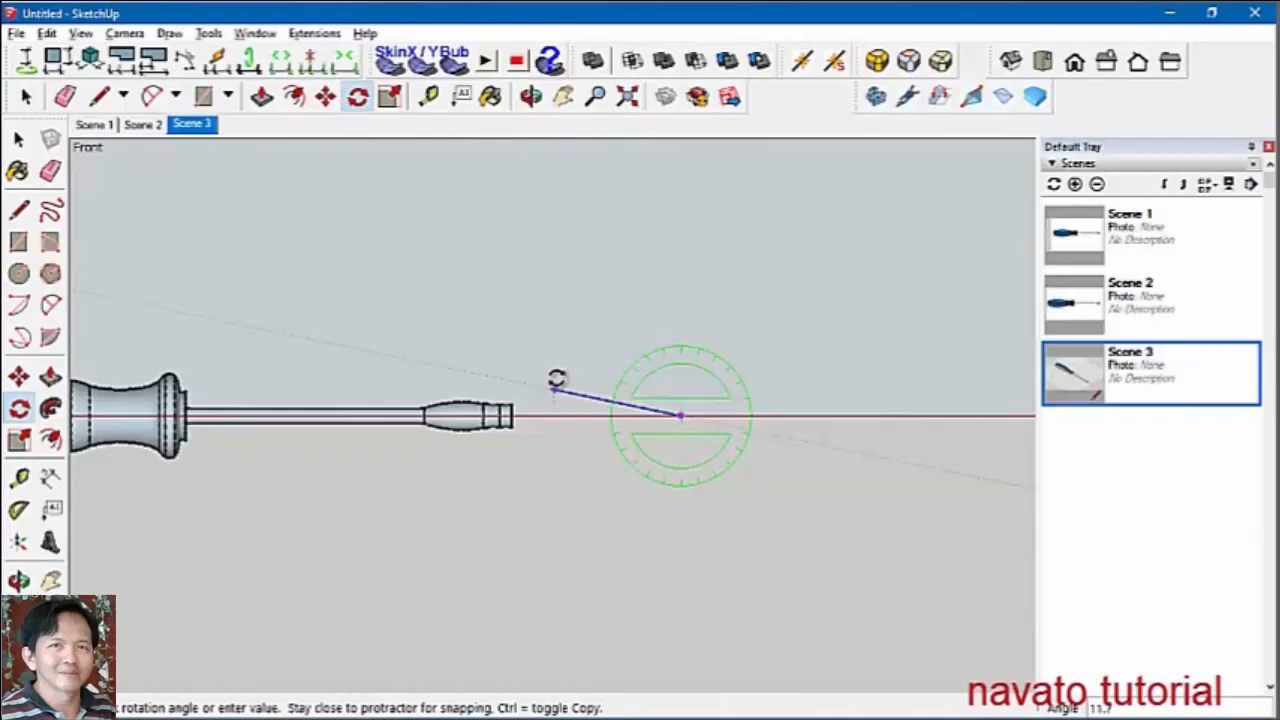 Untitled - SketchUp
File Edit View Camera Draw Tools Window Extensions Help
SkinX / YBub
Scene 1 Scene 2 Scene 3
Front
Default Tray
Scenes
Scene 1
Photo: None
No Description
Scene 2
Photo: None
No Description
Scene 3
Photo: None
No Description
rotation angle or enter value. Stay close to protractor for snapping, Ctrl = toggle Copy.
Angle 11.7
navato tutorial